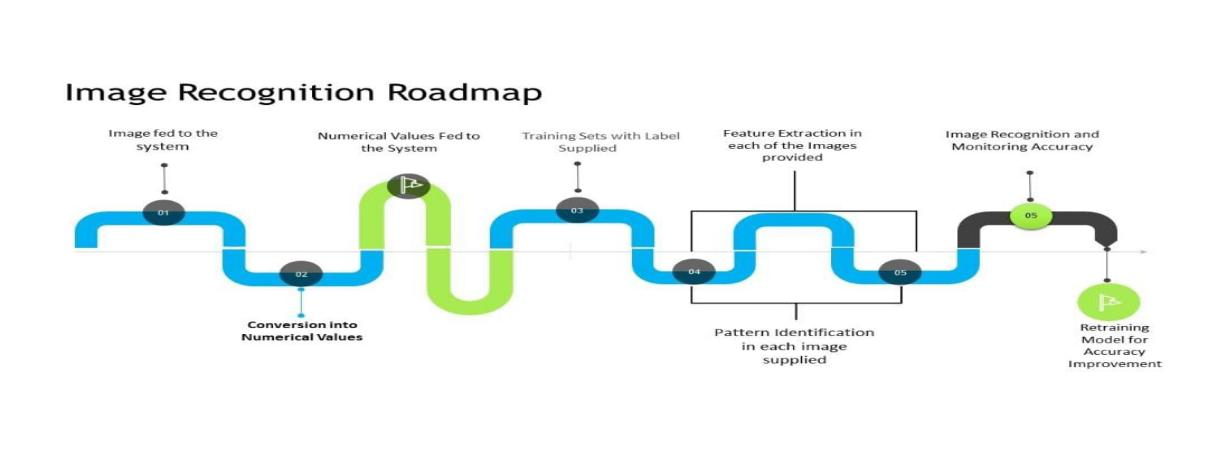 Image Recognition Roadmap
Image fed to the
system
Numerical Values Fed to
the System
Training Sets with Label
Supplied
Feature Extraction in
each of the Images
provided
Image Recognition and
Monitoring Accuracy
01
02
03
04
05
05
Conversion into
Numerical Values
Pattern Identification
in each image
supplied
Retraining
Model for
Accuracy
Improvement